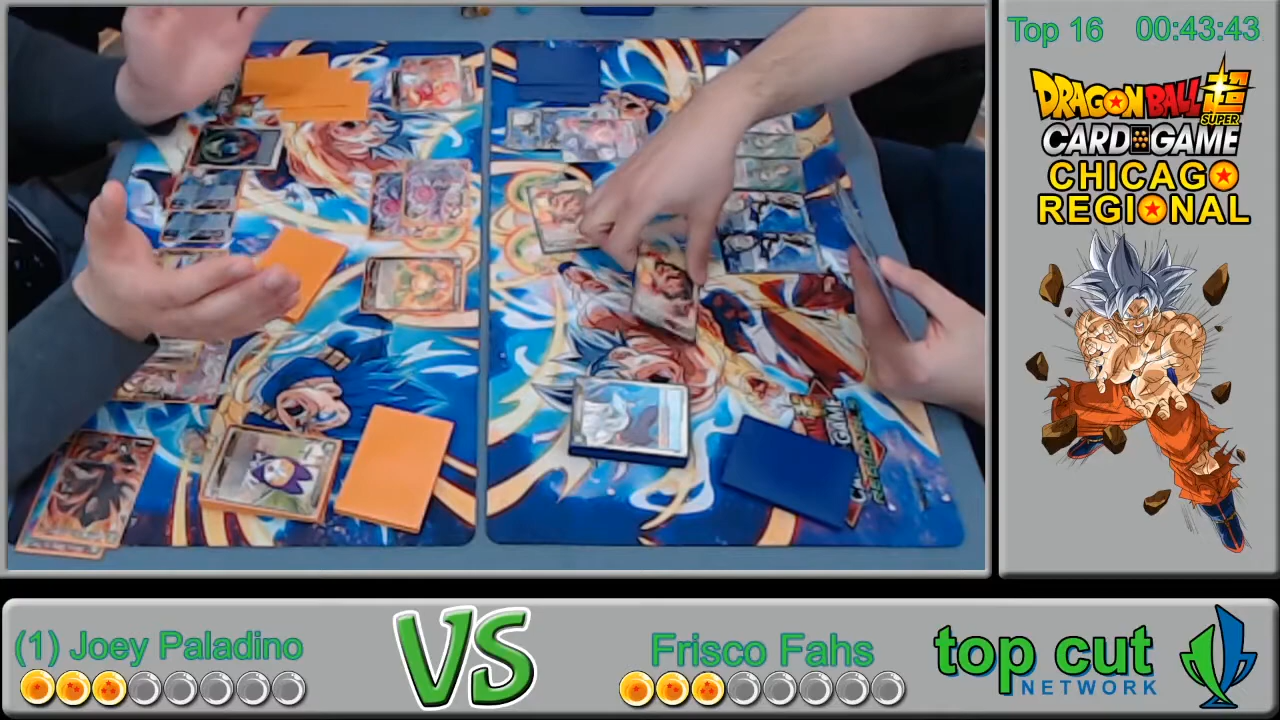 Top 16 00:43:43
DRAGON BALL
SUPER
CARD GAME
CHICAGO
REGIONAL
(1) Joey Paladino
VS
Frisco Fahs
top cut
NETWORK